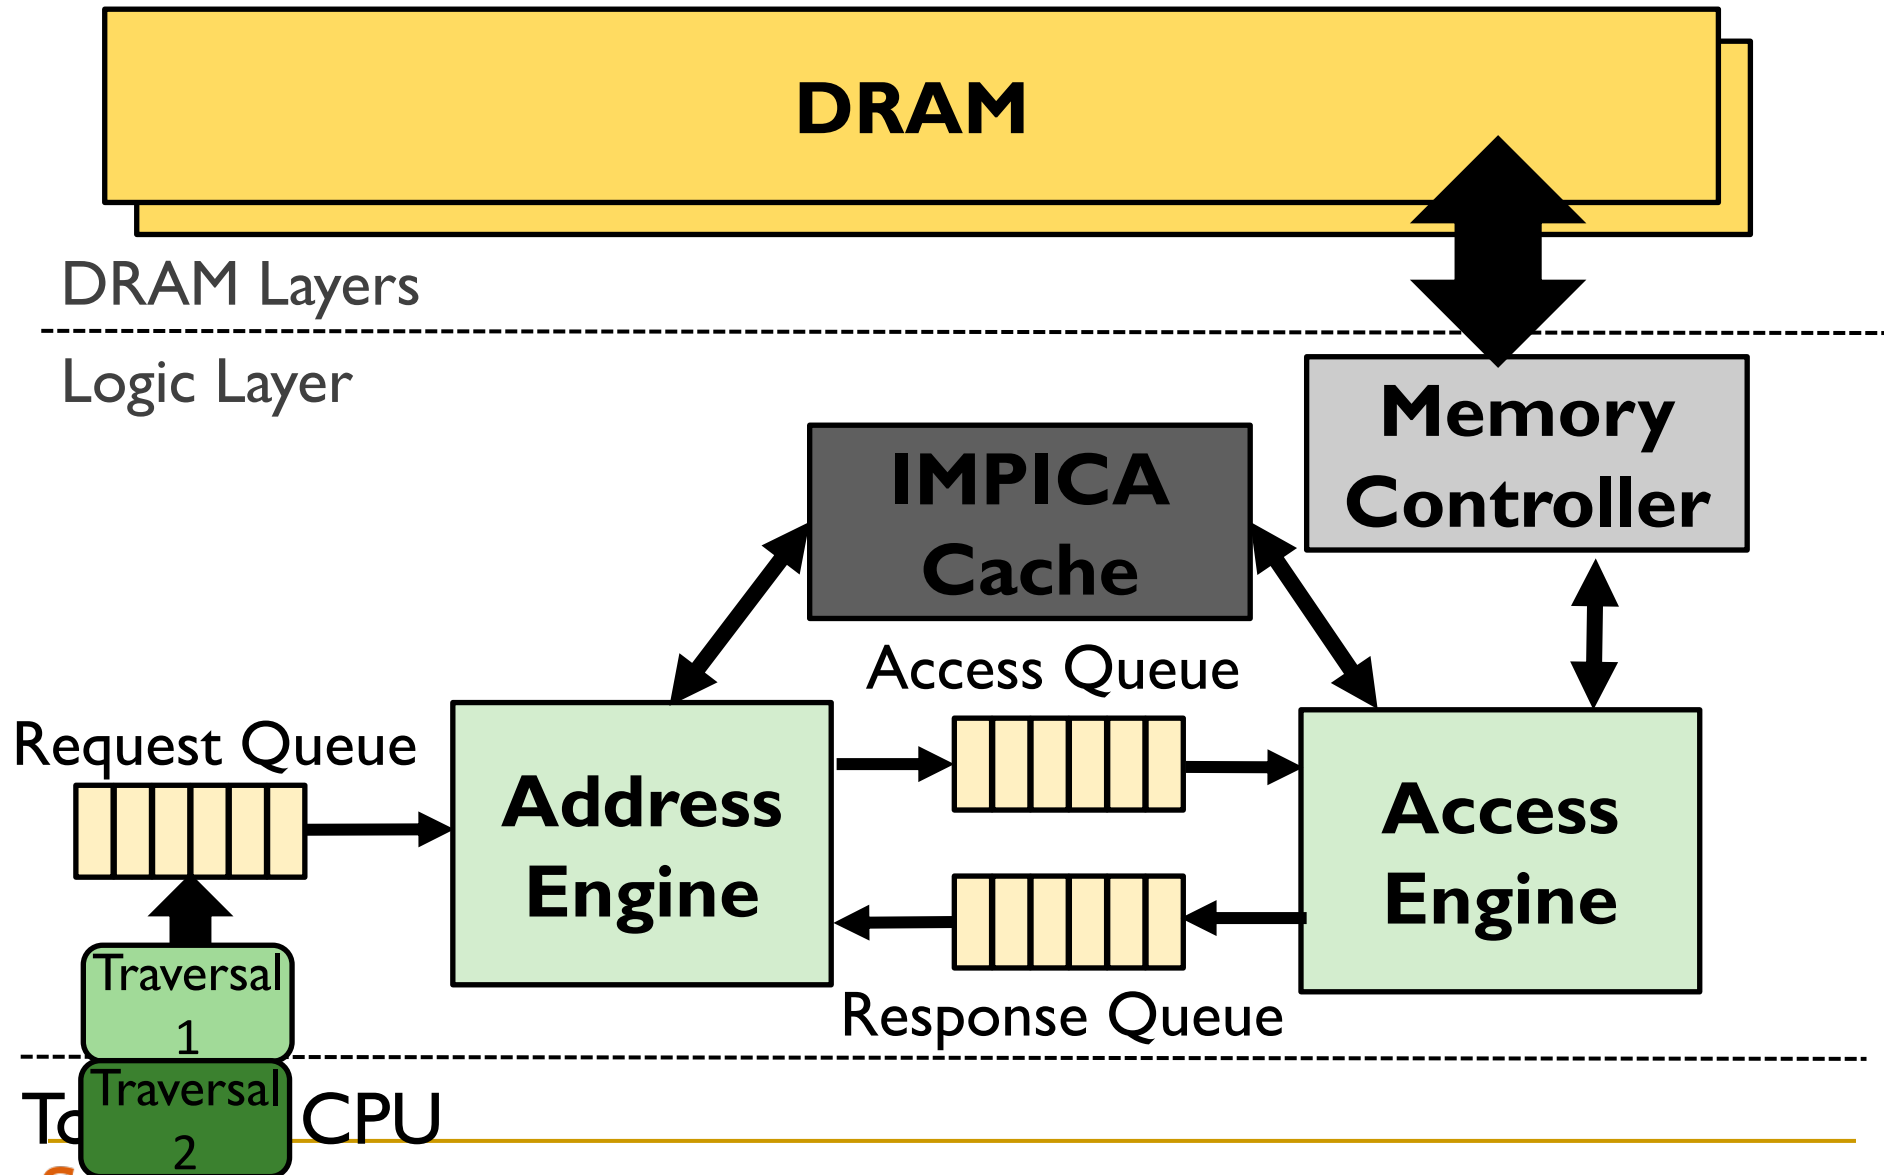 DRAM
DRAM Layers
Logic Layer
Memory
Controller
IMPICA
Cache
Access Queue
Request Queue
Address
Engine
Access
Engine
Response Queue
Traversal
1
Traversal
2
CPU